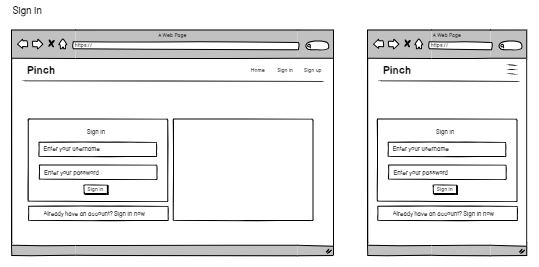 Sign In
A Web Page
https://
Pinch
Home Sign in Sign up
Sign in
Enter your username
Enter your password
Sign In
Already have an account? Sign in now
A Web Page
https://
Pinch
Sign in
Enter your username
Enter your password
Sign In
Already have an account? Sign in now